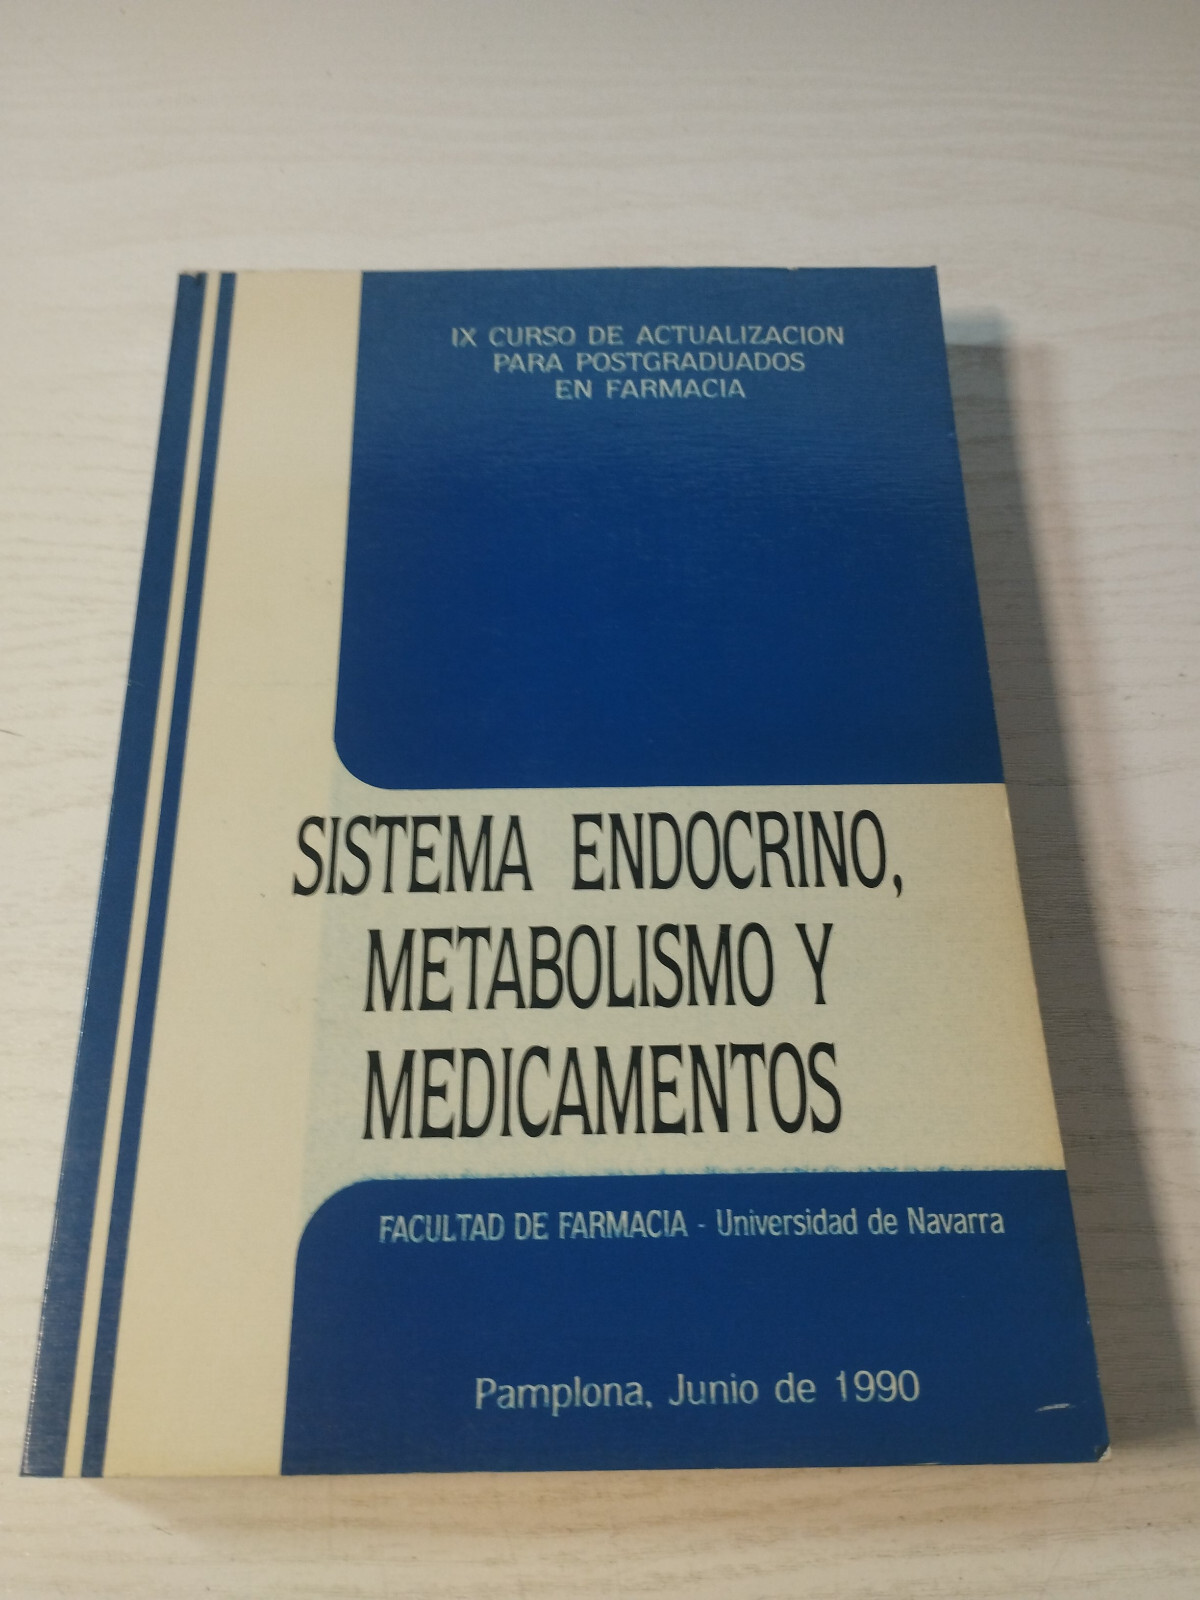 IX CURSO DE ACTUALIZACION
PARA POSTGRADUADOS
EN FARMACIA
SISTEMA ENDOCRINO,
METABOLISMO Y
MEDICAMENTOS
FACULTAD DE FARMACIA - Universidad de Navarra
Pamplona, Junio de 1990